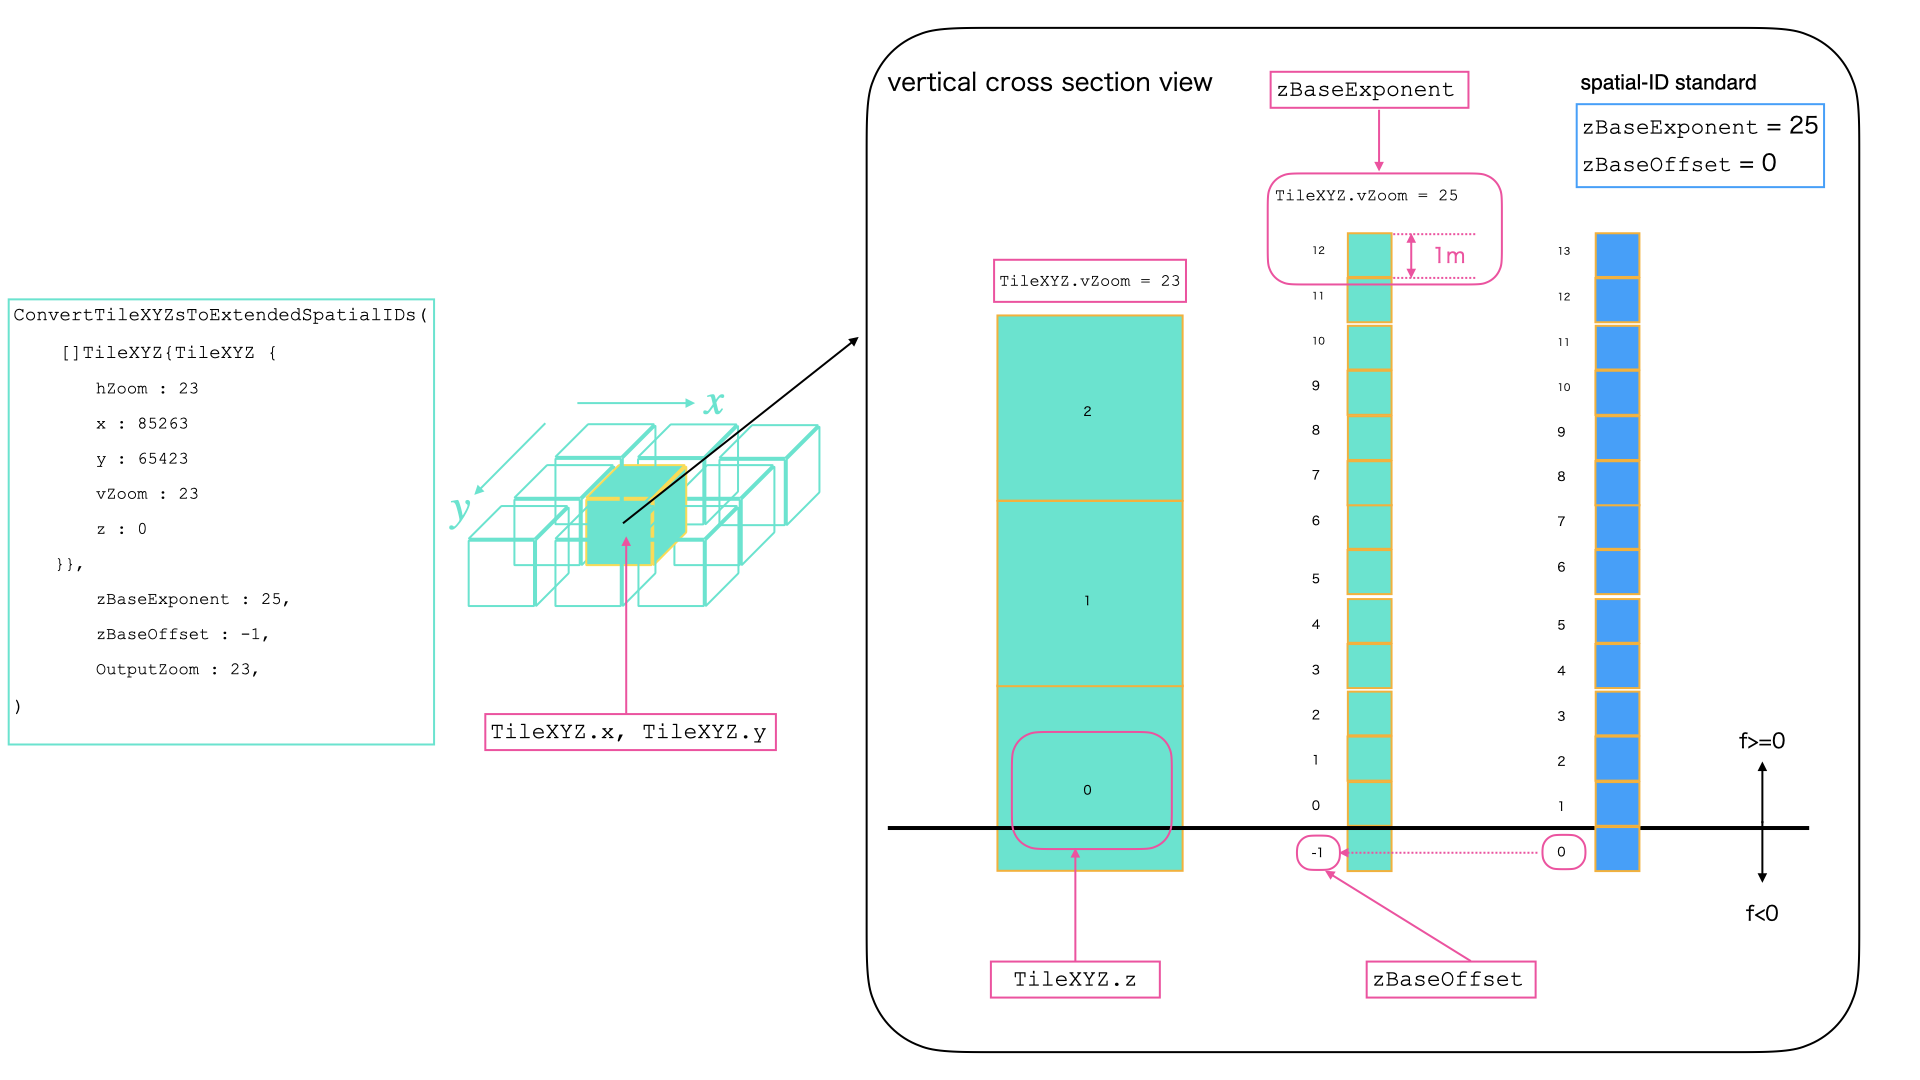 ConvertTileXYZsToExtendedSpatialIDs(
[]TileXYZ{TileXYZ {
hZoom : 23
x : 85263
y : 65423
vZoom : 23
z : 0
}},
zBaseExponent : 25,
zBaseOffset : -1,
OutputZoom : 23,
)
x
y
TileXYZ.x, TileXYZ.y
vertical cross section view
TileXYZ.vZoom = 23
2
1
0
TileXYZ.z
zBaseExponent
TileXYZ.vZoom = 25
1m
12
11
10
9
8
7
6
5
4
3
2
1
0
-1
zBaseOffset
spatial-ID standard
zBaseExponent = 25
zBaseOffset = 0
13
12
11
10
9
8
7
6
5
4
3
2
1
0
f>=0
f<0